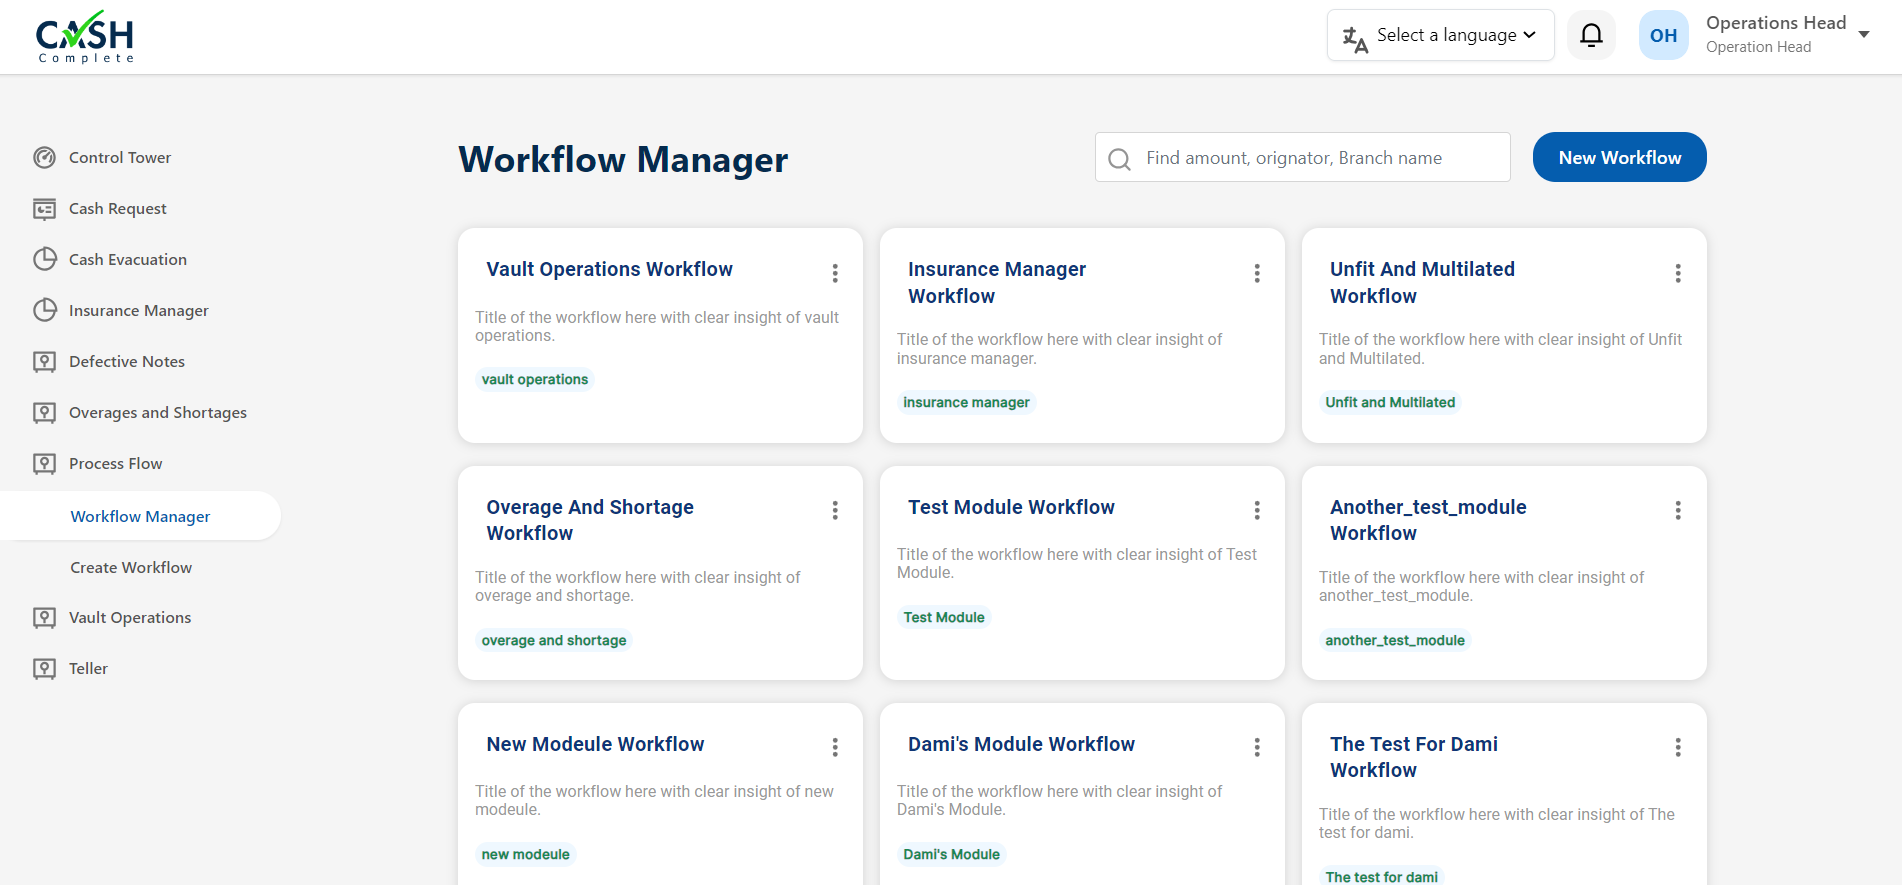 CASH
Complete
Select a language
OH
Operations Head
Operation Head
Control Tower
Cash Request
Cash Evacuation
Insurance Manager
Defective Notes
Overages and Shortages
Process Flow
Workflow Manager
Create Workflow
Vault Operations
Teller
Workflow Manager
Find amount, orignator, Branch name
New Workflow
Vault Operations Workflow
Title of the workflow here with clear insight of vault
operations.
vault operations
Insurance Manager
Workflow
Title of the workflow here with clear insight of
insurance manager.
insurance manager
Unfit And Multilated
Workflow
Title of the workflow here with clear insight of Unfit
and Multilated.
Unfit and Multilated
Overage And Shortage
Workflow
Title of the workflow here with clear insight of
overage and shortage.
overage and shortage
Test Module Workflow
Title of the workflow here with clear insight of Test
Module.
Test Module
Another_test_module
Workflow
Title of the workflow here with clear insight of
another_test_module.
another_test_module
New Modeule Workflow
Title of the workflow here with clear insight of new
modeule.
new modeule
Dami's Module Workflow
Title of the workflow here with clear insight of
Dami's Module.
Dami's Module
The Test For Dami
Workflow
Title of the workflow here with clear insight of The
test for dami.
The test for dami